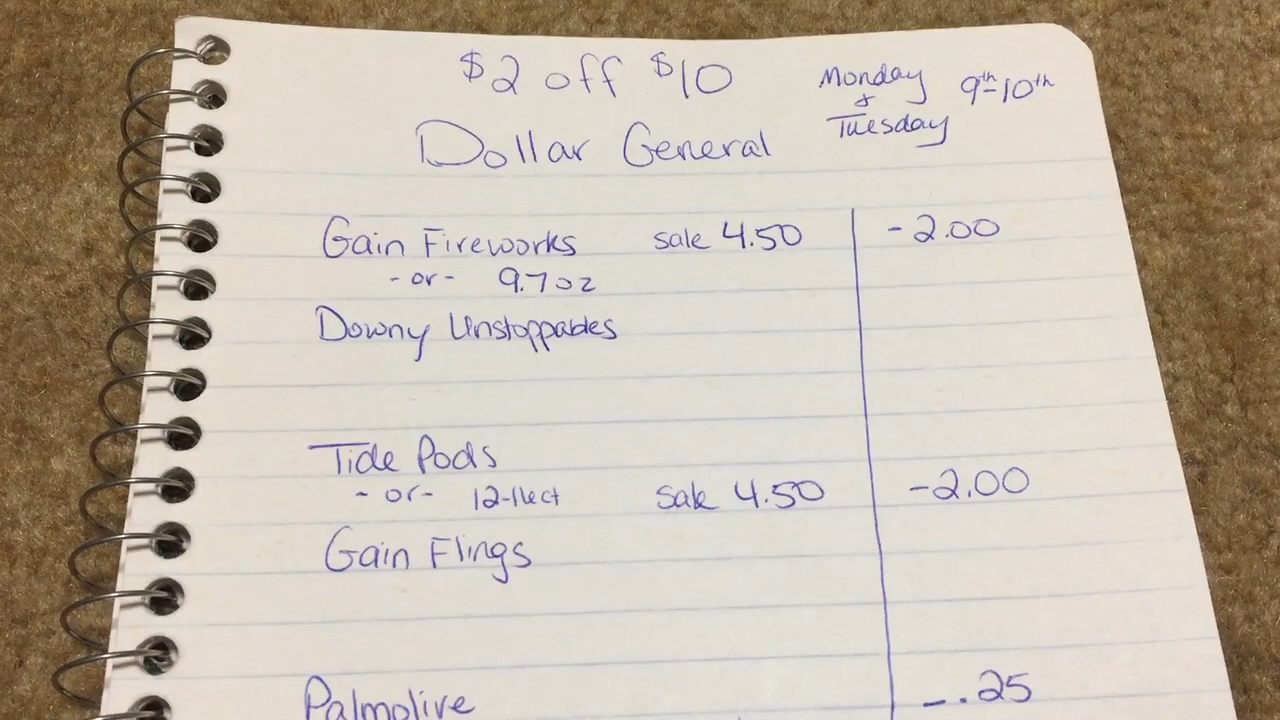 $2 off $10
Monday & Tuesday 9th-10th
Dollar General
Gain Fireworks sale 4.50 -2.00
-or- 9.7oz
Downy Unstoppables
Tide Pods
-or- 12-16ct sale 4.50 -2.00
Gain Flings
Palmolive -.25